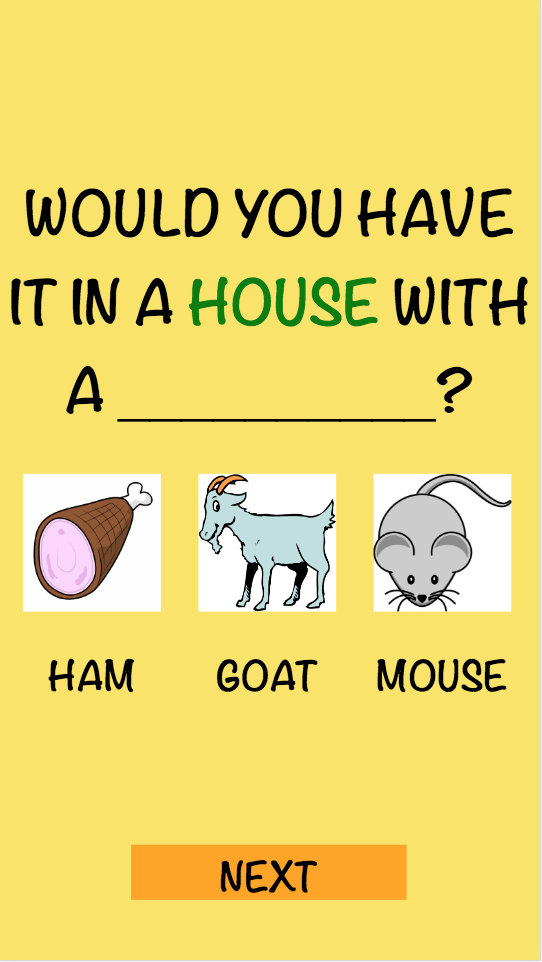 WOULD YOU HAVE
IT IN A HOUSE WITH
A __________?
HAM GOAT MOUSE
NEXT